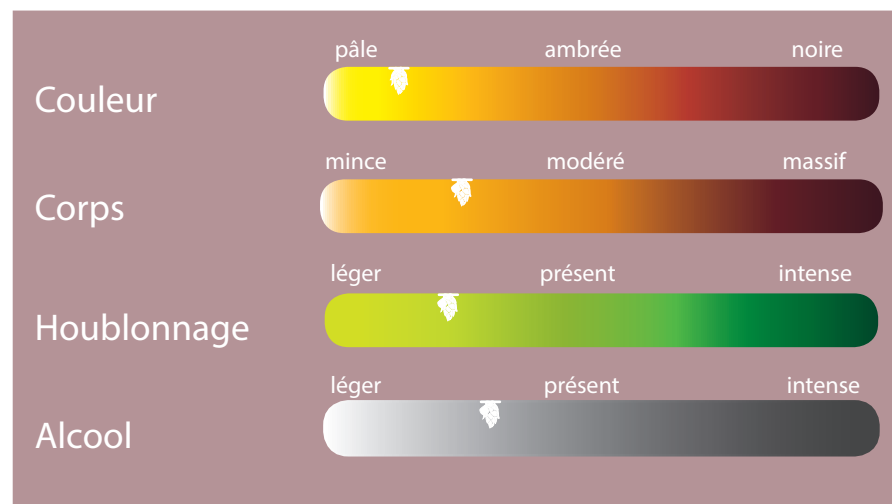 pâle ambrée noire
Couleur
mince modéré massif
Corps
léger présent intense
Houblonnage
léger présent intense
Alcool